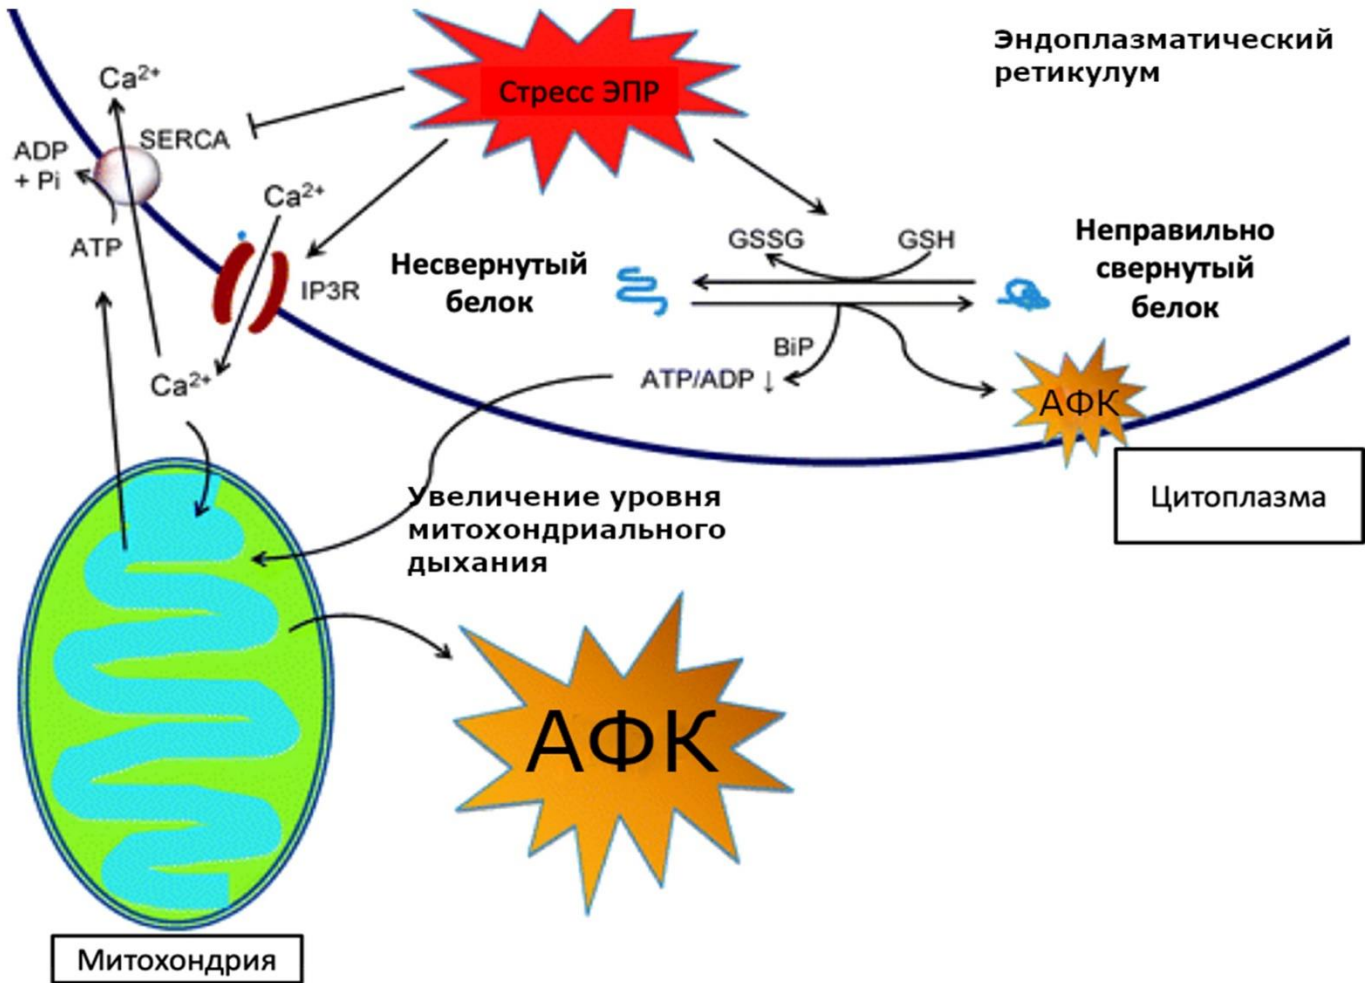 Эндоплазматический
ретикулум
Ca²⁺
Стресс ЭПР
SERCA
ADP
+ Pi
Ca²⁺
ATP
IP3R
Несвернутый
белок
GSSG
GSH
Неправильно
свернутый
белок
BiP
ATP/ADP ↓
Ca²⁺
АФК
Цитоплазма
Увеличение уровня
митохондриального
дыхания
АФК
Митохондрия